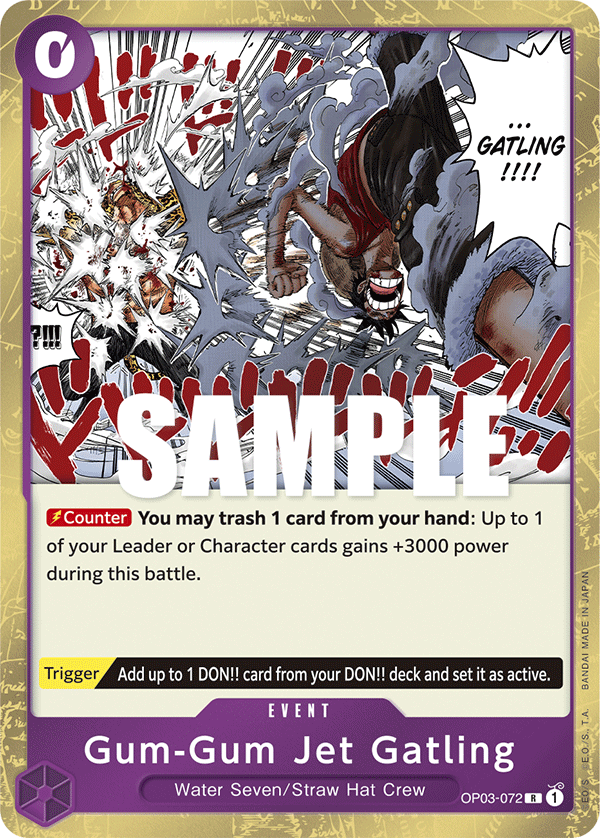 0
...
GATLING
!!!!
?!!!
SAMPLE
Counter You may trash 1 card from your hand: Up to 1
of your Leader or Character cards gains +3000 power
during this battle.
Trigger Add up to 1 DON!! card from your DON!! deck and set it as active.
EVENT
Gum-Gum Jet Gatling
Water Seven/Straw Hat Crew
OP03-072 R 1
©E.O./S, T.A. BANDAI MADE IN JAPAN